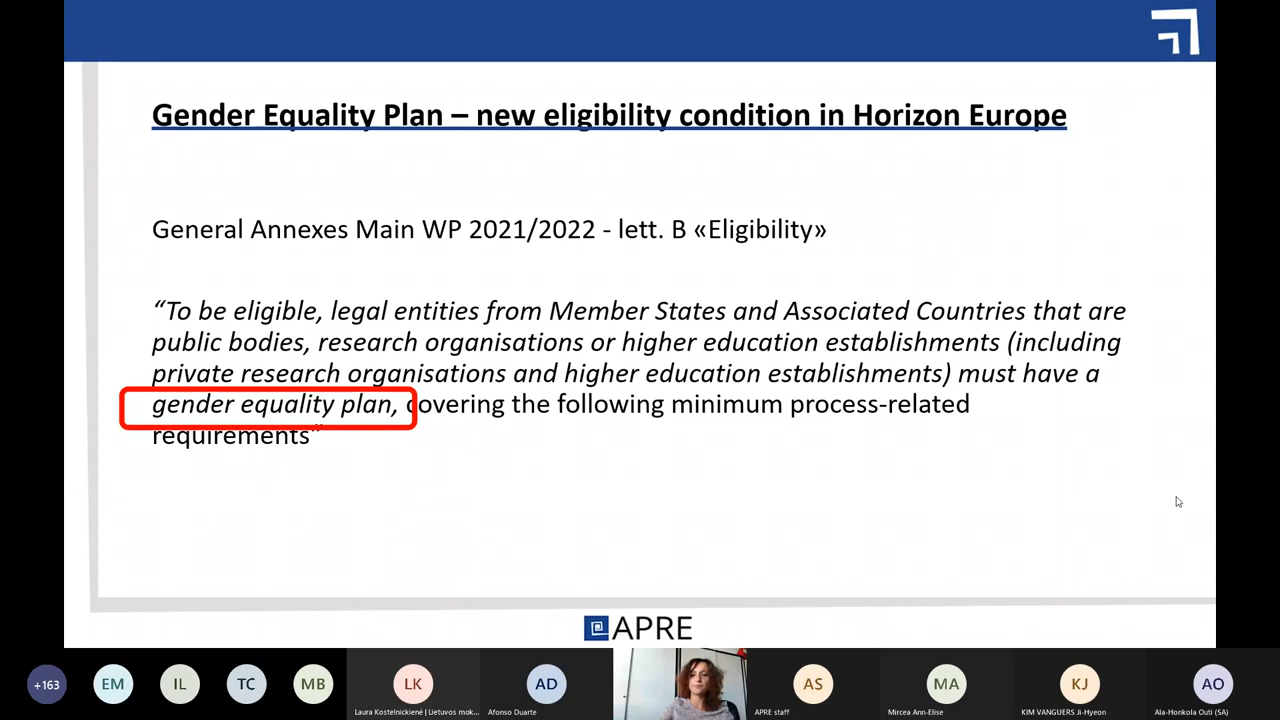 Gender Equality Plan – new eligibility condition in Horizon Europe
General Annexes Main WP 2021/2022 - lett. B «Eligibility»
“To be eligible, legal entities from Member States and Associated Countries that are
public bodies, research organisations or higher education establishments (including
private research organisations and higher education establishments) must have a
gender equality plan, covering the following minimum process-related
requirements”
APRE
+163
EM
IL
TC
MB
LK
AD
AS
MA
KJ
AO
Laura Kostelnickienė | Lietuvos mok...
Afonso Duarte
APRE staff
Mircea Ann-Elise
KIM VANGUERS Ji-Hyeon
Ala-Honkola Outi (SA)